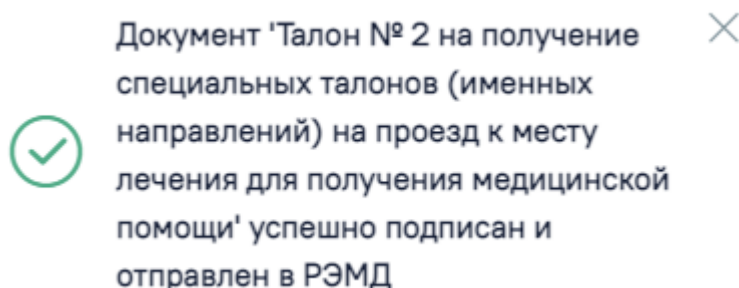 Документ 'Талон № 2 на получение
специальных талонов (именных
направлений) на проезд к месту
лечения для получения медицинской
помощи' успешно подписан и
отправлен в РЭМД